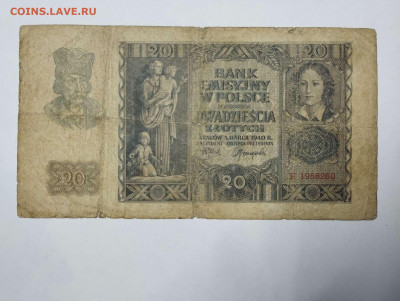 COINS.LAVE.RU
20
20
BANK
EMISYJNY
W POLSCE
DWADZIEŚCIA
ZŁOTYCH
KRAKÓW 1. MARCA 1940 R.
20
20